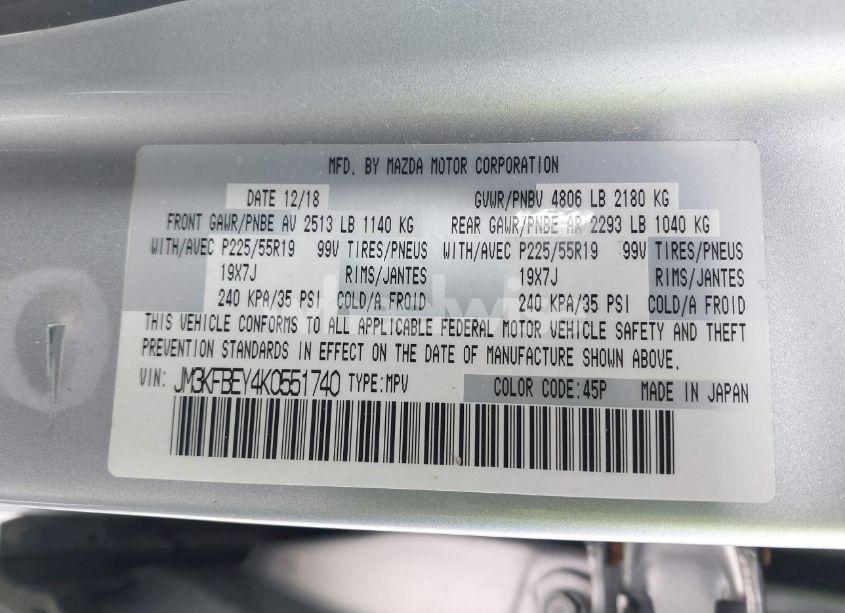 MFD. BY MAZDA MOTOR CORPORATION
DATE 12/18 GVWR/PNBV 4806 LB 2180 KG
FRONT GAWR/PNBE AV 2513 LB 1140 KG REAR GAWR/PNBE AR 2293 LB 1040 KG
WITH/AVEC P225/55R19 99V TIRES/PNEUS WITH/AVEC P225/55R19 99V TIRES/PNEUS
19X7J RIMS/JANTES 19X7J RIMS/JANTES
240 KPA/35 PSI COLD/A FROID 240 KPA/35 PSI COLD/A FROID
THIS VEHICLE CONFORMS TO ALL APPLICABLE FEDERAL MOTOR VEHICLE SAFETY AND THEFT
PREVENTION STANDARDS IN EFFECT ON THE DATE OF MANUFACTURE SHOWN ABOVE.
VIN: JM3KFBEY4K0551740 TYPE:MPV COLOR CODE:45P MADE IN JAPAN